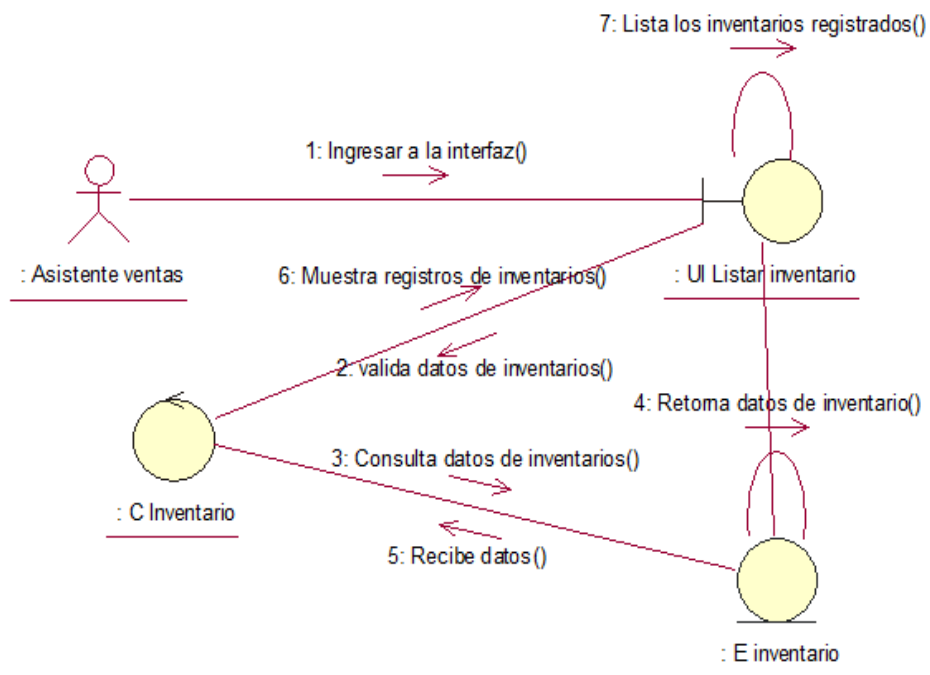 7: Lista los inventarios registrados()
1: Ingresar a la interfaz()
: Asistente ventas
6: Muestra registros de inventarios()
: UI Listar inventario
2: valida datos de inventarios()
4: Retorna datos de inventario()
3: Consulta datos de inventarios()
: C Inventario
5: Recibe datos()
: E inventario